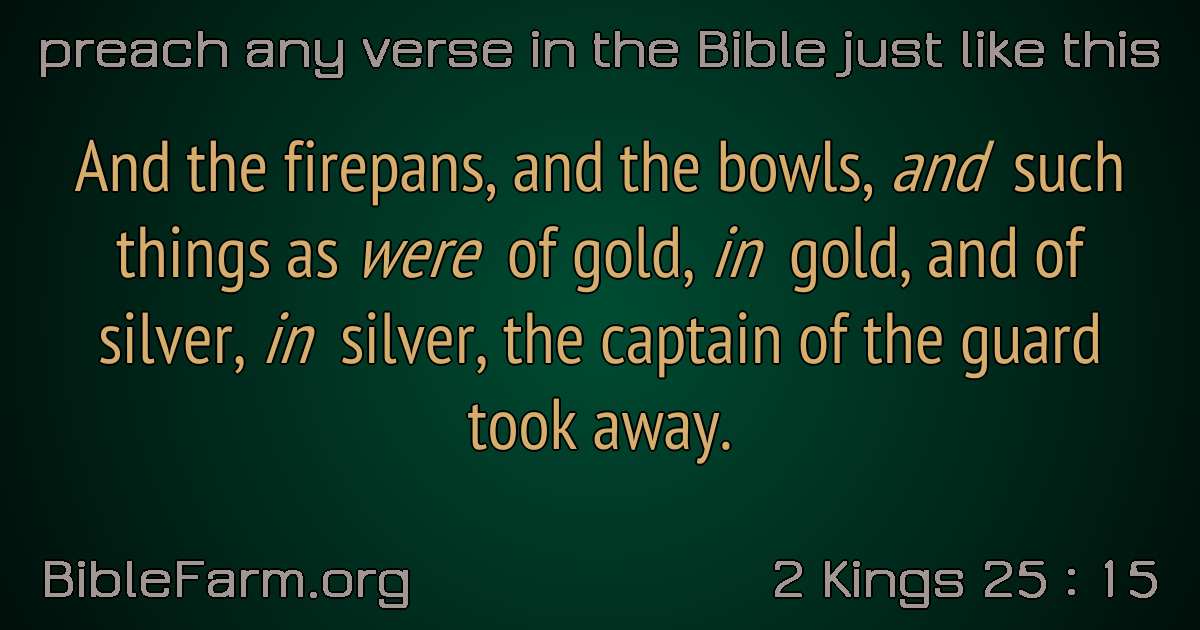 preach any verse in the Bible just like this
And the firepans, and the bowls, and such
things as were of gold, in gold, and of
silver, in silver, the captain of the guard
took away.
BibleFarm.org
2 Kings 25 : 15